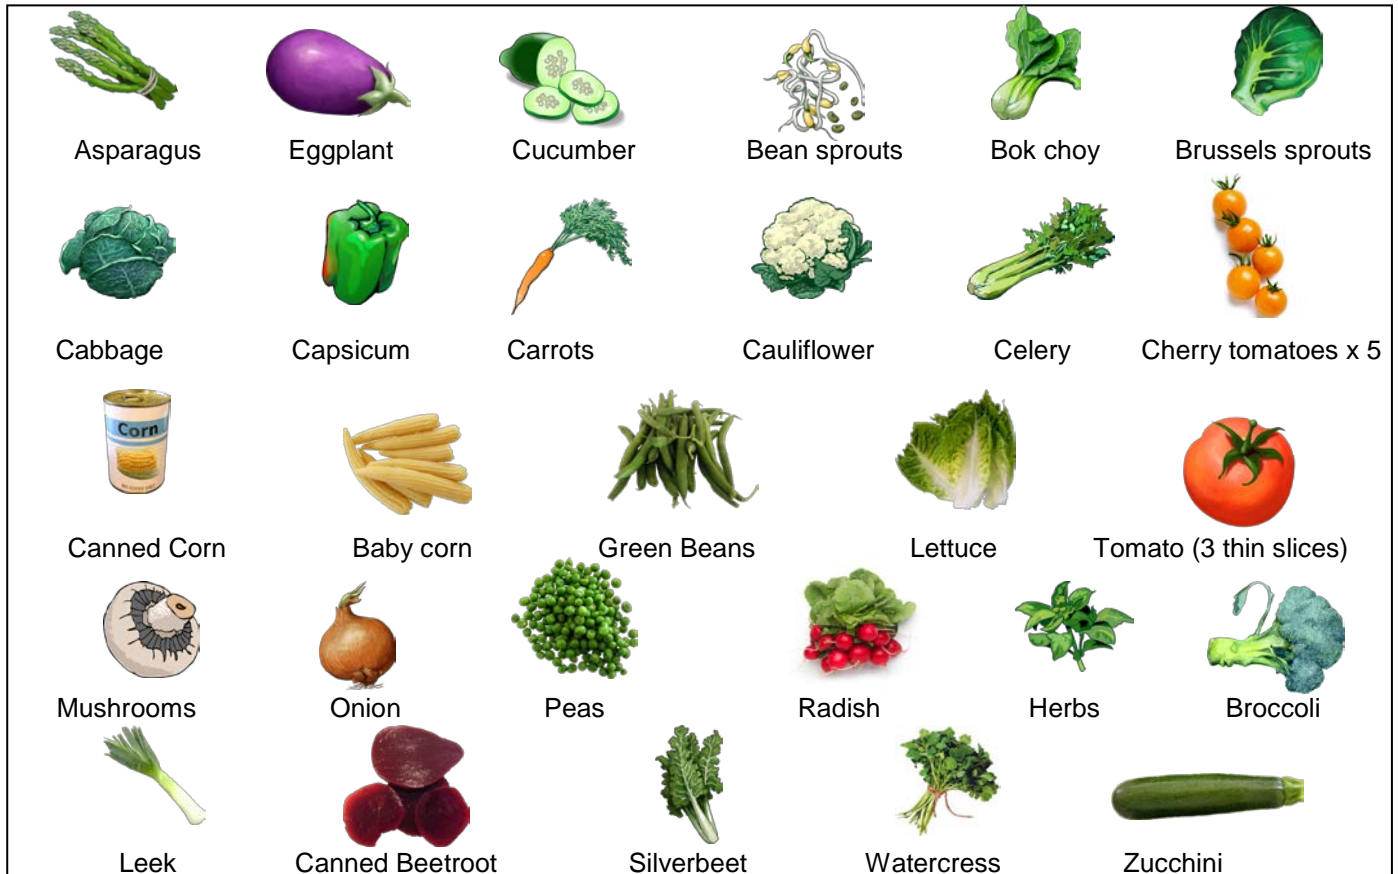 Asparagus Eggplant Cucumber Bean sprouts Bok choy Brussels sprouts
Cabbage Capsicum Carrots Cauliflower Celery Cherry tomatoes x 5
Corn
Canned Corn Baby corn Green Beans Lettuce Tomato (3 thin slices)
Mushrooms Onion Peas Radish Herbs Broccoli
Leek Canned Beetroot Silverbeet Watercress Zucchini